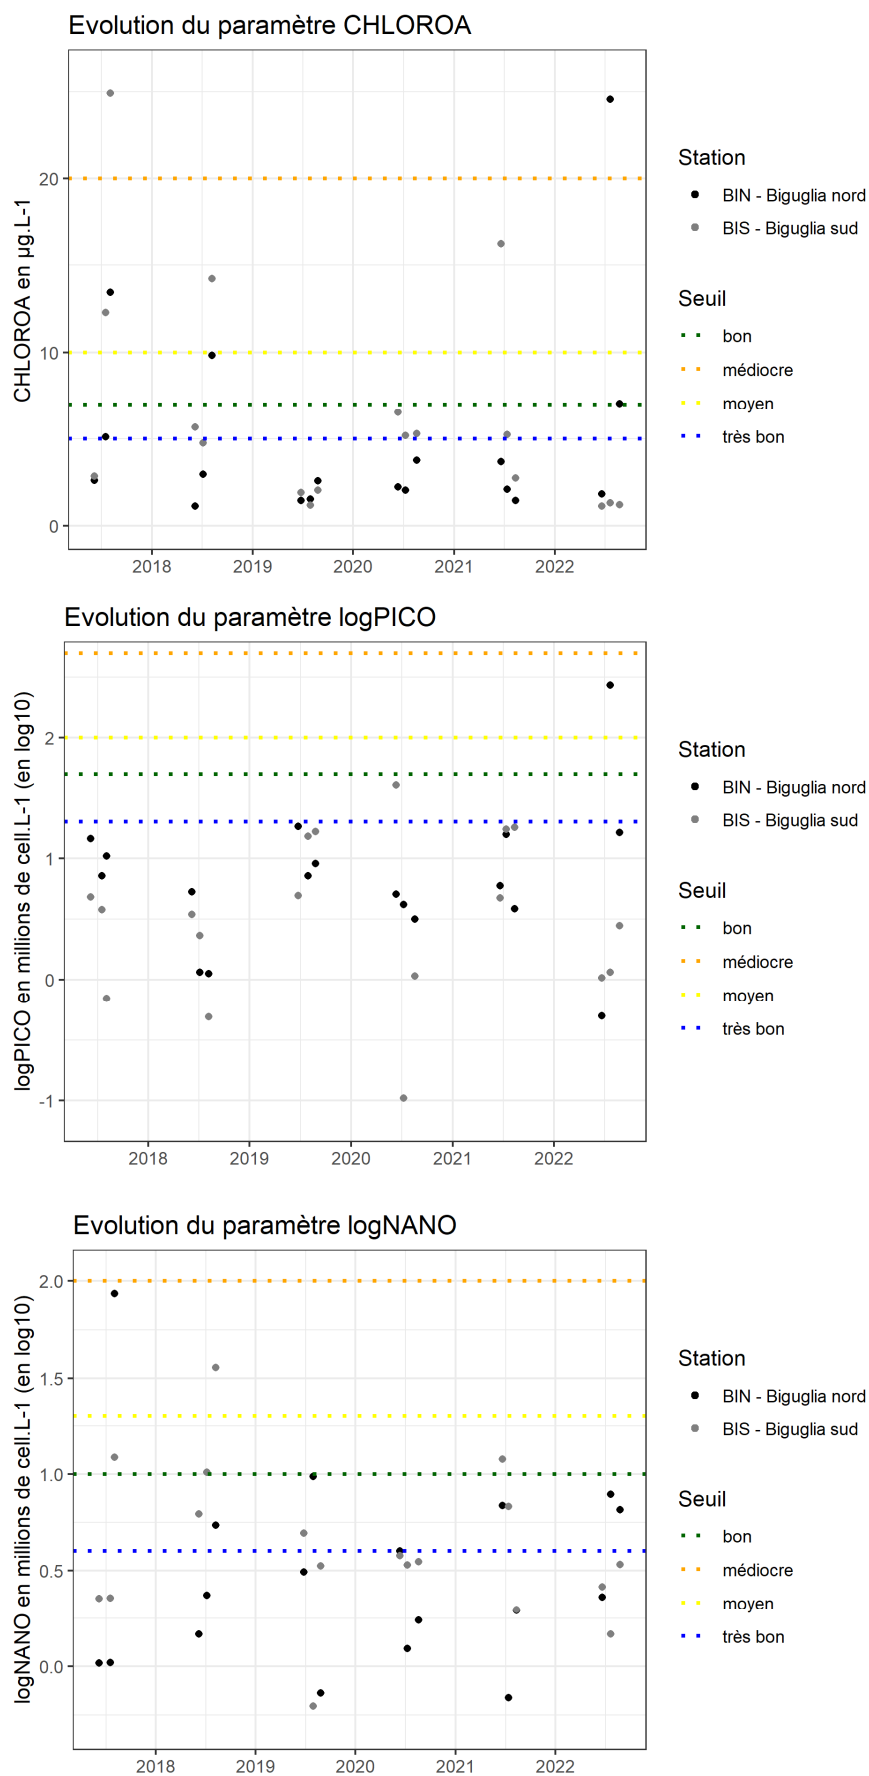 Evolution du paramètre CHLOROA
CHLOROA en µg.L-1
20
10
0
2018 2019 2020 2021 2022
Station
BIN - Biguglia nord
BIS - Biguglia sud
Seuil
bon
médiocre
moyen
très bon
Evolution du paramètre logPICO
logPICO en millions de cell.L-1 (en log10)
2
1
0
-1
2018 2019 2020 2021 2022
Station
BIN - Biguglia nord
BIS - Biguglia sud
Seuil
bon
médiocre
moyen
très bon
Evolution du paramètre logNANO
logNANO en millions de cell.L-1 (en log10)
2.0
1.5
1.0
0.5
0.0
2018 2019 2020 2021 2022
Station
BIN - Biguglia nord
BIS - Biguglia sud
Seuil
bon
médiocre
moyen
très bon